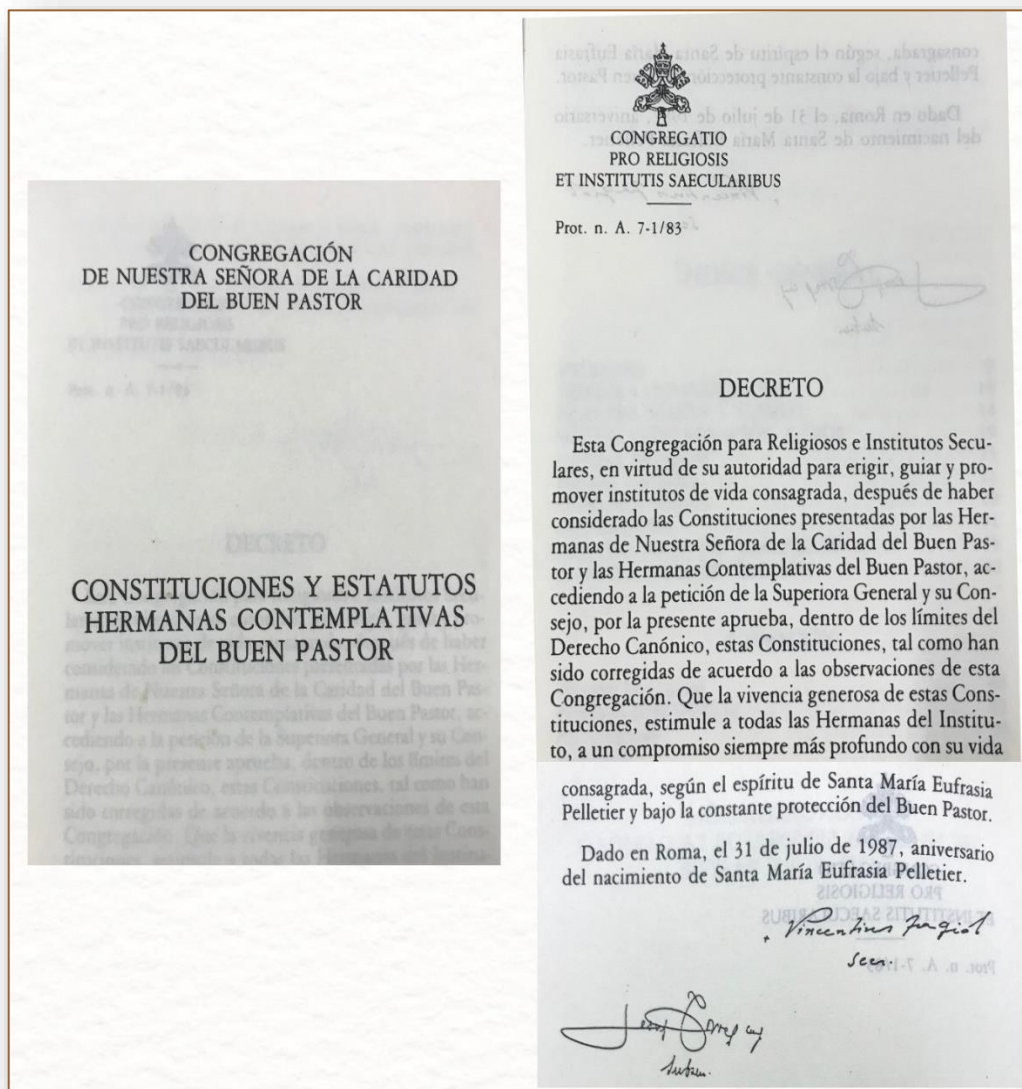 CONGREGACIÓN
DE NUESTRA SEÑORA DE LA CARIDAD
DEL BUEN PASTOR
CONSTITUCIONES Y ESTATUTOS
HERMANAS CONTEMPLATIVAS
DEL BUEN PASTOR
CONGREGATIO
PRO RELIGIOSIS
ET INSTITUTIS SAECULARIBUS
Prot. n. A. 7-1/83
DECRETO
Esta Congregación para Religiosos e Institutos Secu-
lares, en virtud de su autoridad para erigir, guiar y pro-
mover institutos de vida consagrada, después de haber
considerado las Constituciones presentadas por las Her-
manas de Nuestra Señora de la Caridad del Buen Pas-
tor y las Hermanas Contemplativas del Buen Pastor, ac-
cediendo a la petición de la Superiora General y su Con-
sejo, por la presente aprueba, dentro de los límites del
Derecho Canónico, estas Constituciones, tal como han
sido corregidas de acuerdo a las observaciones de esta
Congregación. Que la vivencia generosa de estas Cons-
tituciones, estimule a todas las Hermanas del Institu-
to, a un compromiso siempre más profundo con su vida
consagrada, según el espíritu de Santa María Eufrasia
Pelletier y bajo la constante protección del Buen Pastor.
Dado en Roma, el 31 de julio de 1987, aniversario
del nacimiento de Santa María Eufrasia Pelletier.
Vincentius